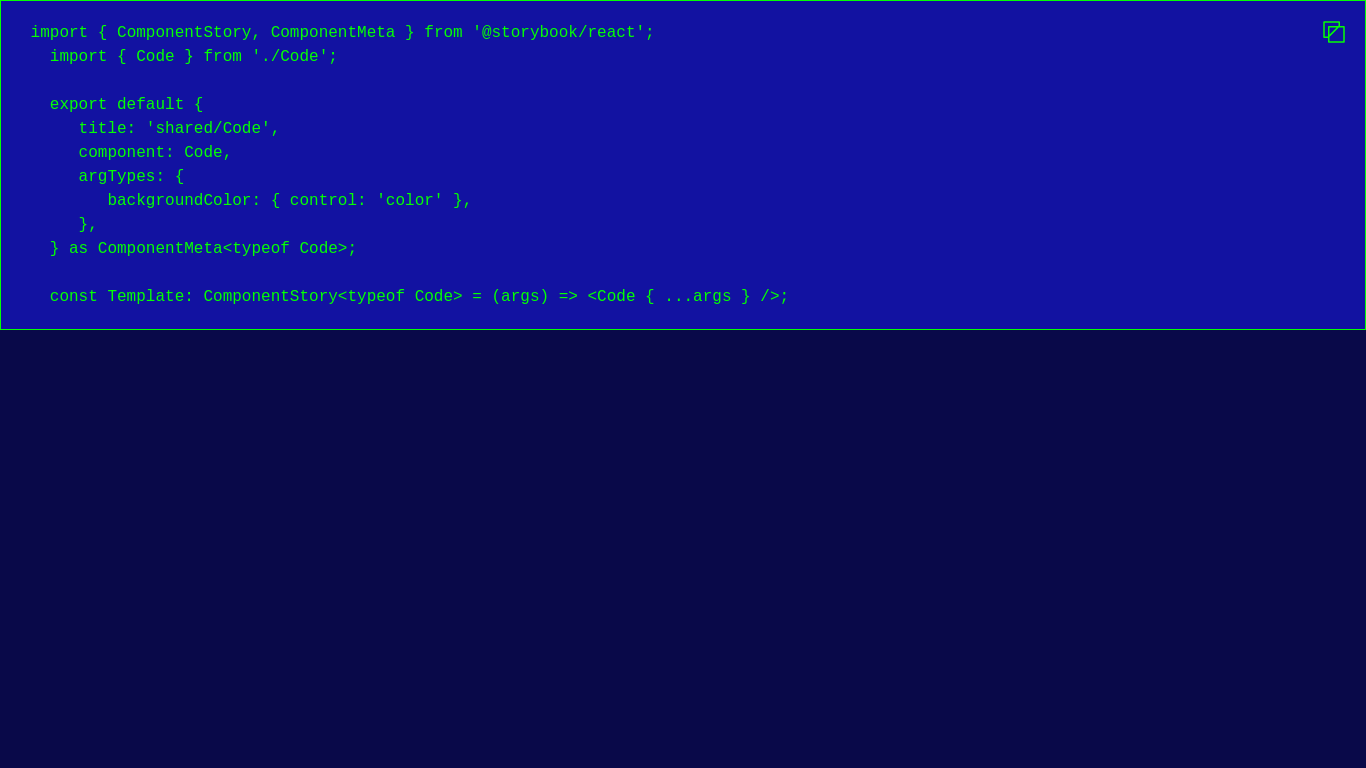 import { ComponentStory, ComponentMeta } from '@storybook/react';
  import { Code } from './Code';

  export default {
     title: 'shared/Code',
     component: Code,
     argTypes: {
        backgroundColor: { control: 'color' },
     },
  } as ComponentMeta<typeof Code>;

  const Template: ComponentStory<typeof Code> = (args) => <Code { ...args } />;